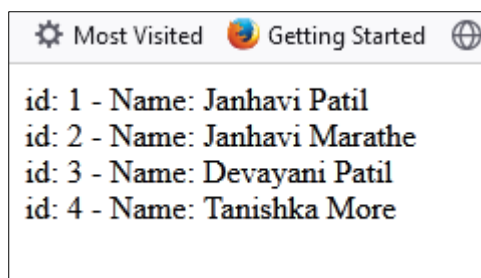 Most Visited Getting Started
id: 1 - Name: Janhavi Patil
id: 2 - Name: Janhavi Marathe
id: 3 - Name: Devayani Patil
id: 4 - Name: Tanishka More